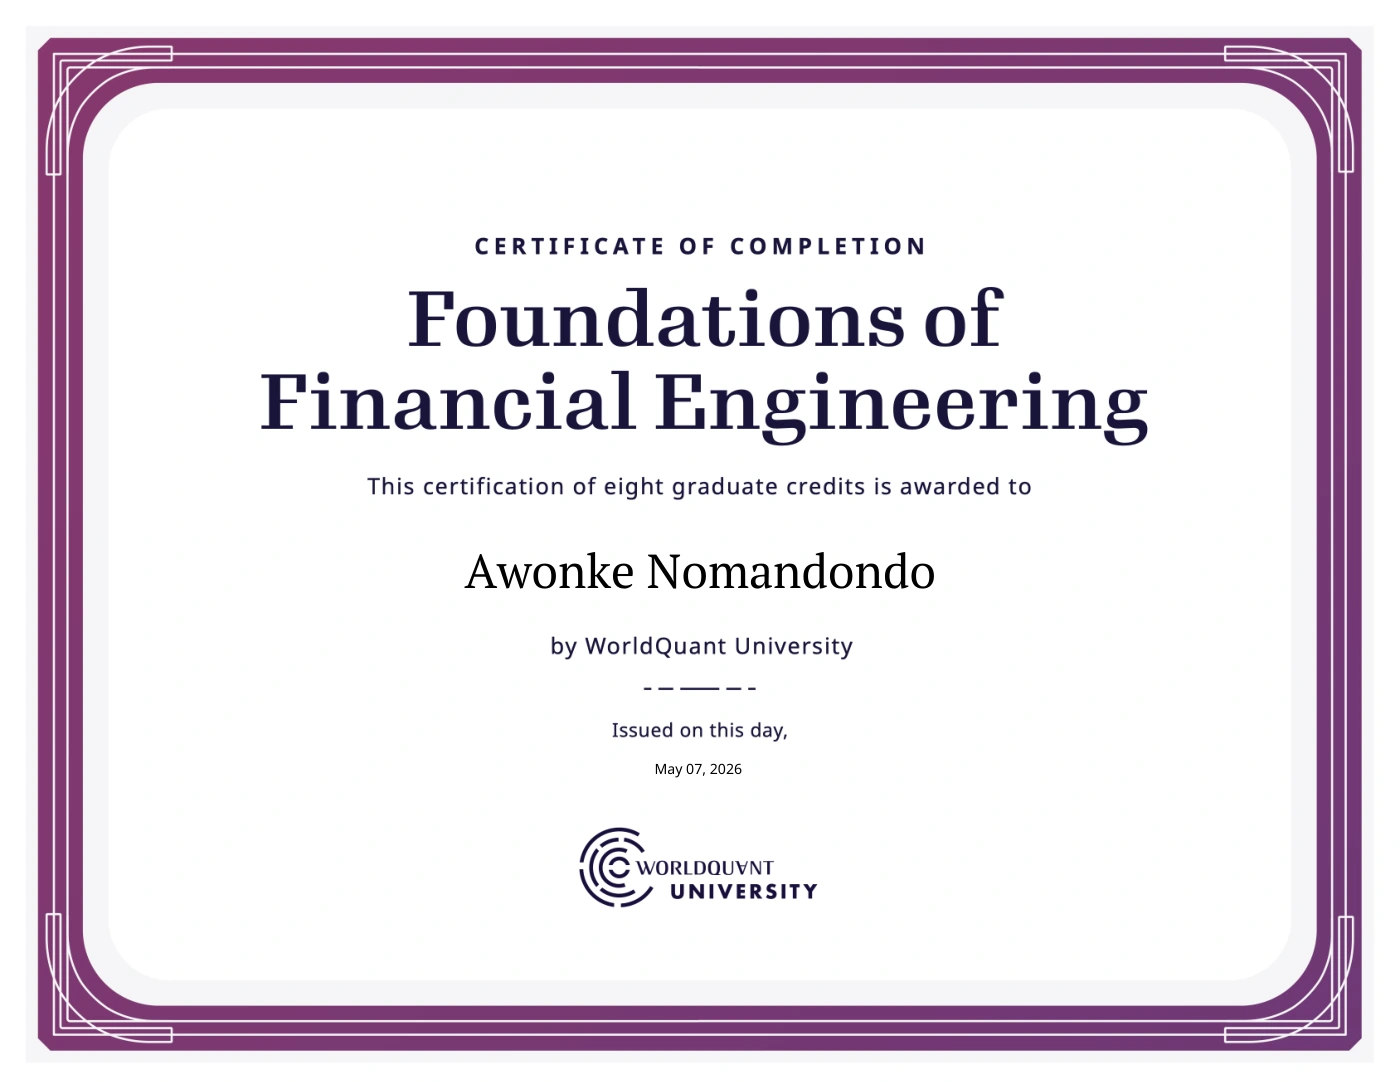 CERTIFICATE OF COMPLETION
Foundations of
Financial Engineering
This certification of eight graduate credits is awarded to
Awonke Nomandondo
by WorldQuant University
Issued on this day,
May 07, 2026
WORLDQUANT
UNIVERSITY